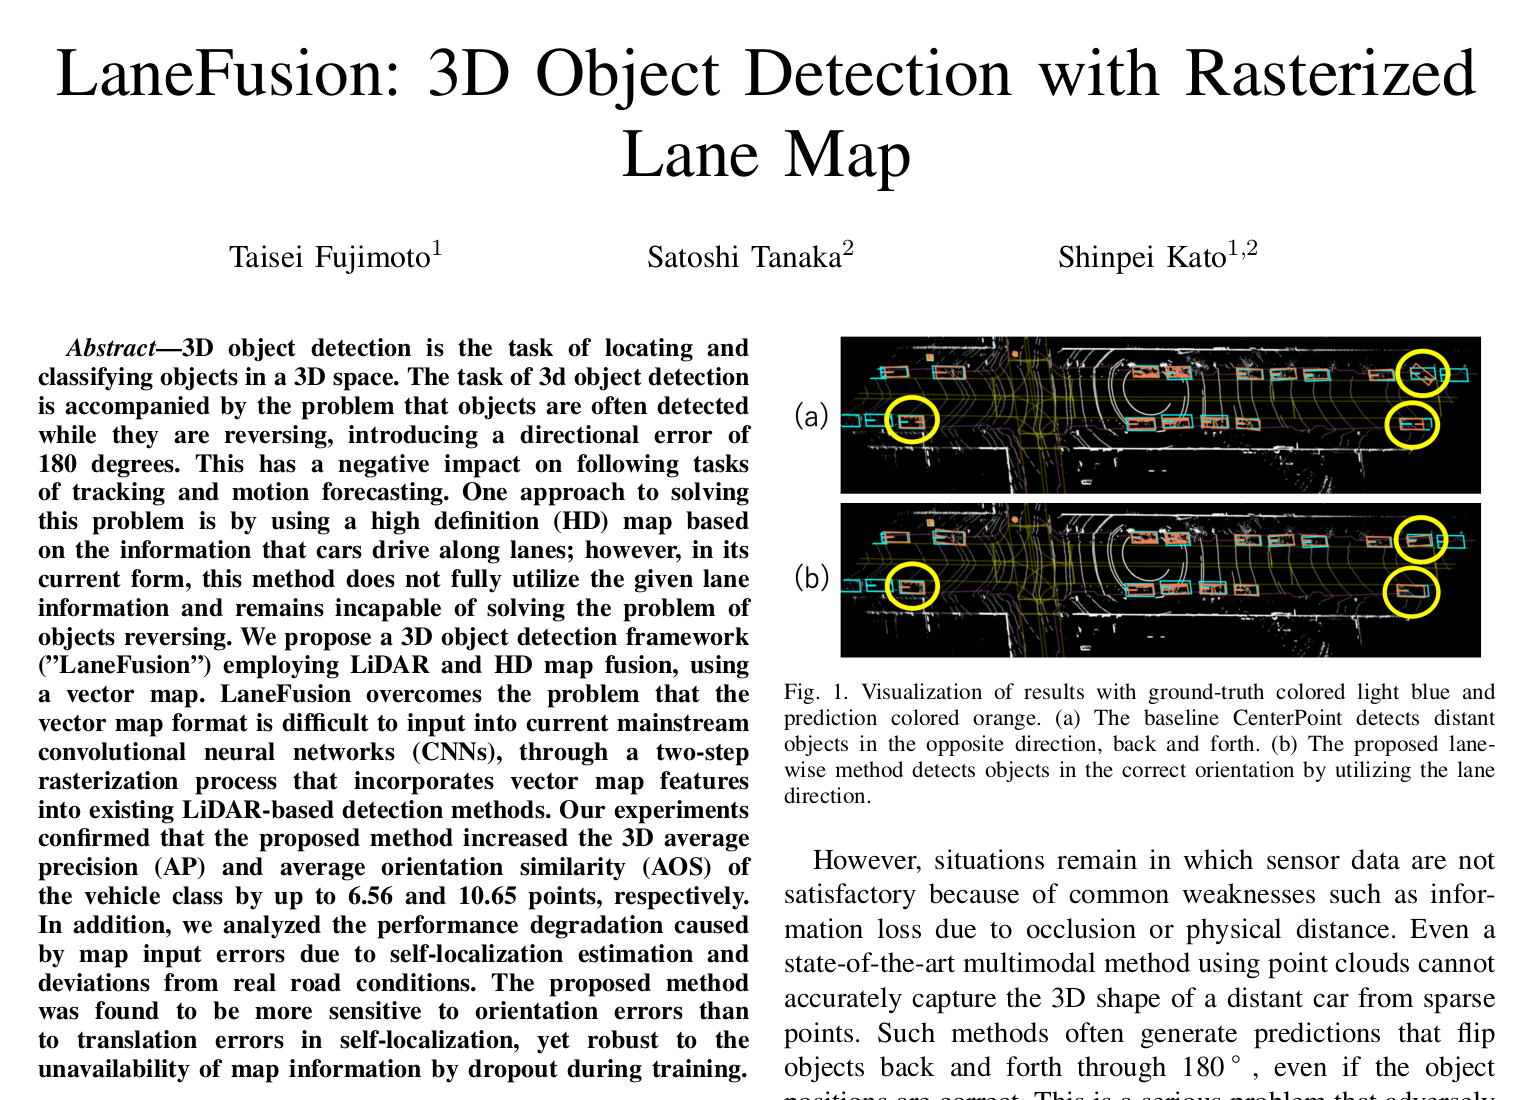 LaneFusion: 3D Object Detection with Rasterized
Lane Map
Taisei Fujimoto1 Satoshi Tanaka2 Shinpei Kato1,2
Abstract—3D object detection is the task of locating and
classifying objects in a 3D space. The task of 3d object detection
is accompanied by the problem that objects are often detected
while they are reversing, introducing a directional error of
180 degrees. This has a negative impact on following tasks
of tracking and motion forecasting. One approach to solving
this problem is by using a high definition (HD) map based
on the information that cars drive along lanes; however, in its
current form, this method does not fully utilize the given lane
information and remains incapable of solving the problem of
objects reversing. We propose a 3D object detection framework
(”LaneFusion”) employing LiDAR and HD map fusion, using
a vector map. LaneFusion overcomes the problem that the
vector map format is difficult to input into current mainstream
convolutional neural networks (CNNs), through a two-step
rasterization process that incorporates vector map features
into existing LiDAR-based detection methods. Our experiments
confirmed that the proposed method increased the 3D average
precision (AP) and average orientation similarity (AOS) of
the vehicle class by up to 6.56 and 10.65 points, respectively.
In addition, we analyzed the performance degradation caused
by map input errors due to self-localization estimation and
deviations from real road conditions. The proposed method
was found to be more sensitive to orientation errors than
to translation errors in self-localization, yet robust to the
unavailability of map information by dropout during training.
(a)
(b)
Fig. 1. Visualization of results with ground-truth colored light blue and
prediction colored orange. (a) The baseline CenterPoint detects distant
objects in the opposite direction, back and forth. (b) The proposed lane-
wise method detects objects in the correct orientation by utilizing the lane
direction.
However, situations remain in which sensor data are not
satisfactory because of common weaknesses such as infor-
mation loss due to occlusion or physical distance. Even a
state-of-the-art multimodal method using point clouds cannot
accurately capture the 3D shape of a distant car from sparse
points. Such methods often generate predictions that flip
objects back and forth through 180 ° , even if the object
positions are correct. This is a serious problem that adversely